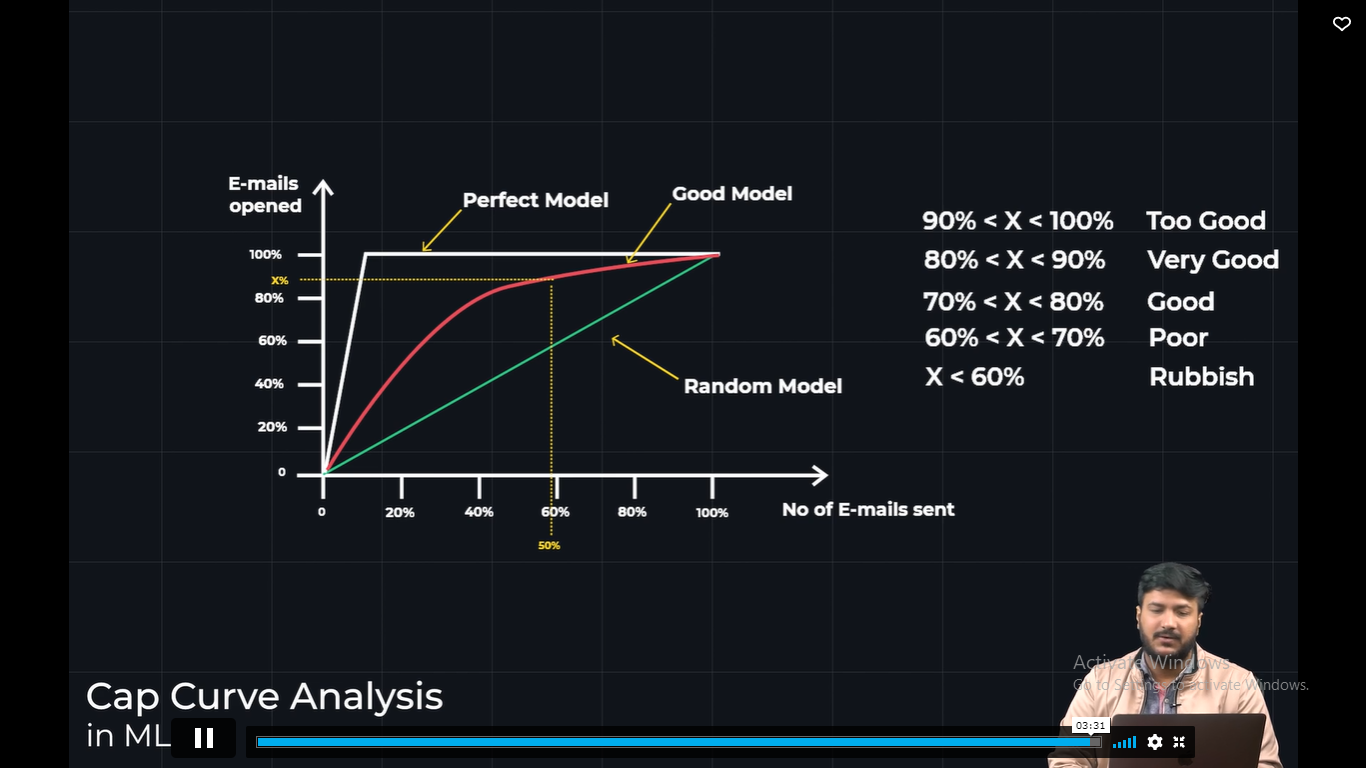 E-mails
opened
Perfect Model
Good Model
100%
X%
80%
60%
40%
20%
0
Random Model
0
20%
40%
60%
80%
100%
50%
No of E-mails sent
90% < X < 100% Too Good
80% < X < 90% Very Good
70% < X < 80% Good
60% < X < 70% Poor
X < 60% Rubbish
Activate Windows
Go to Settings to activate Windows.
Cap Curve Analysis
in ML
03:31